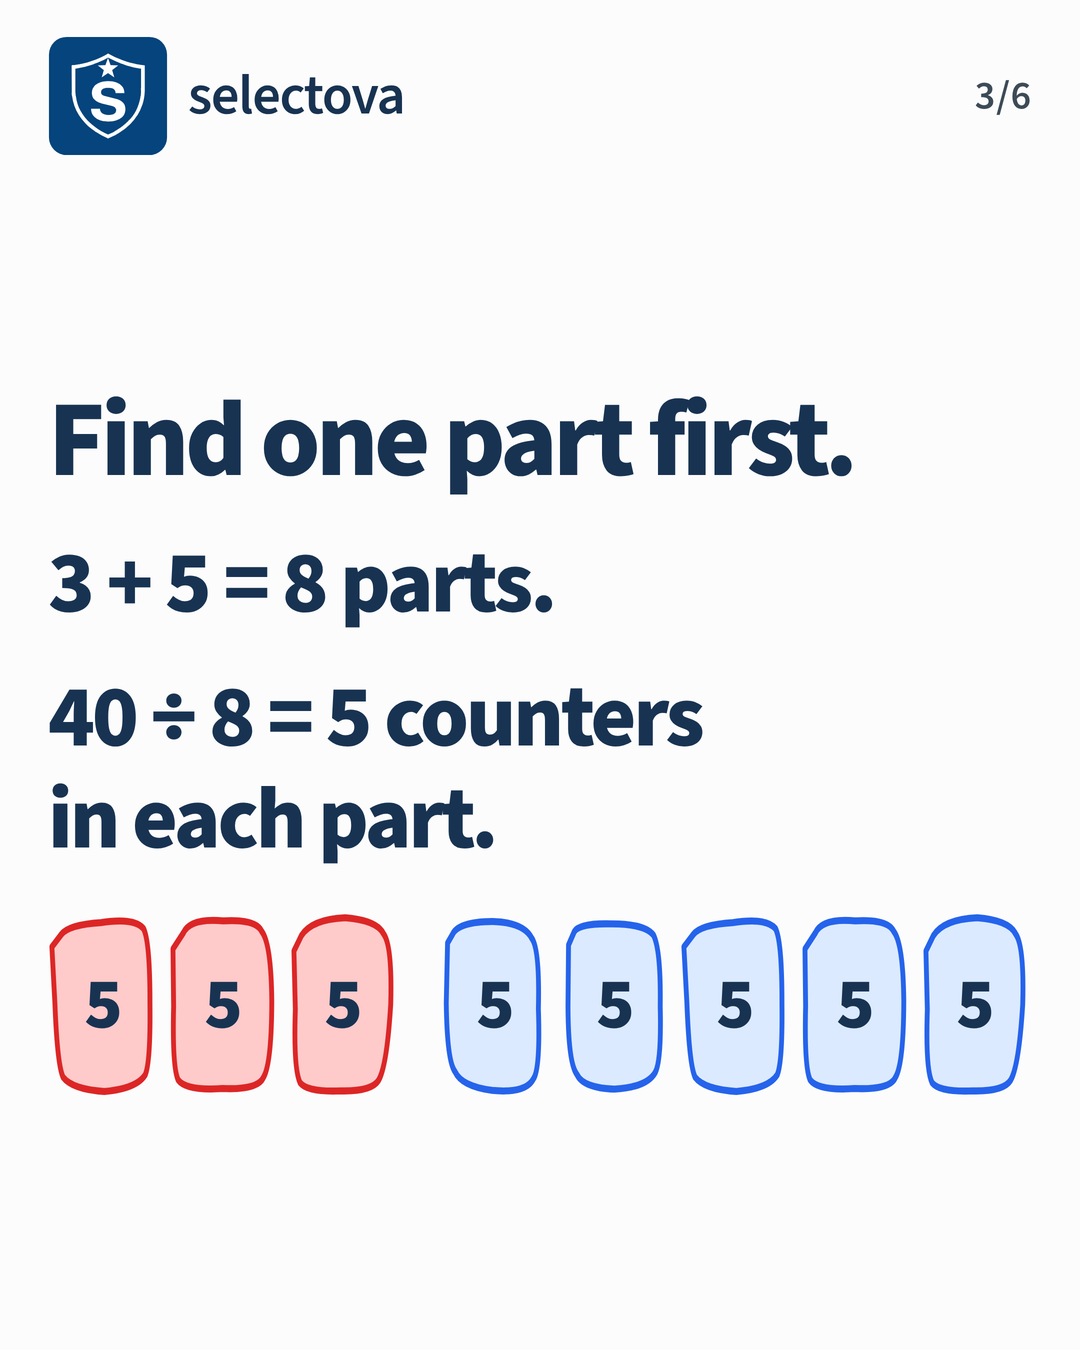 S
selectova
3/6
Find one part first.
3 + 5 = 8 parts.
40 ÷ 8 = 5 counters
in each part.
5 5 5 5 5 5 5 5